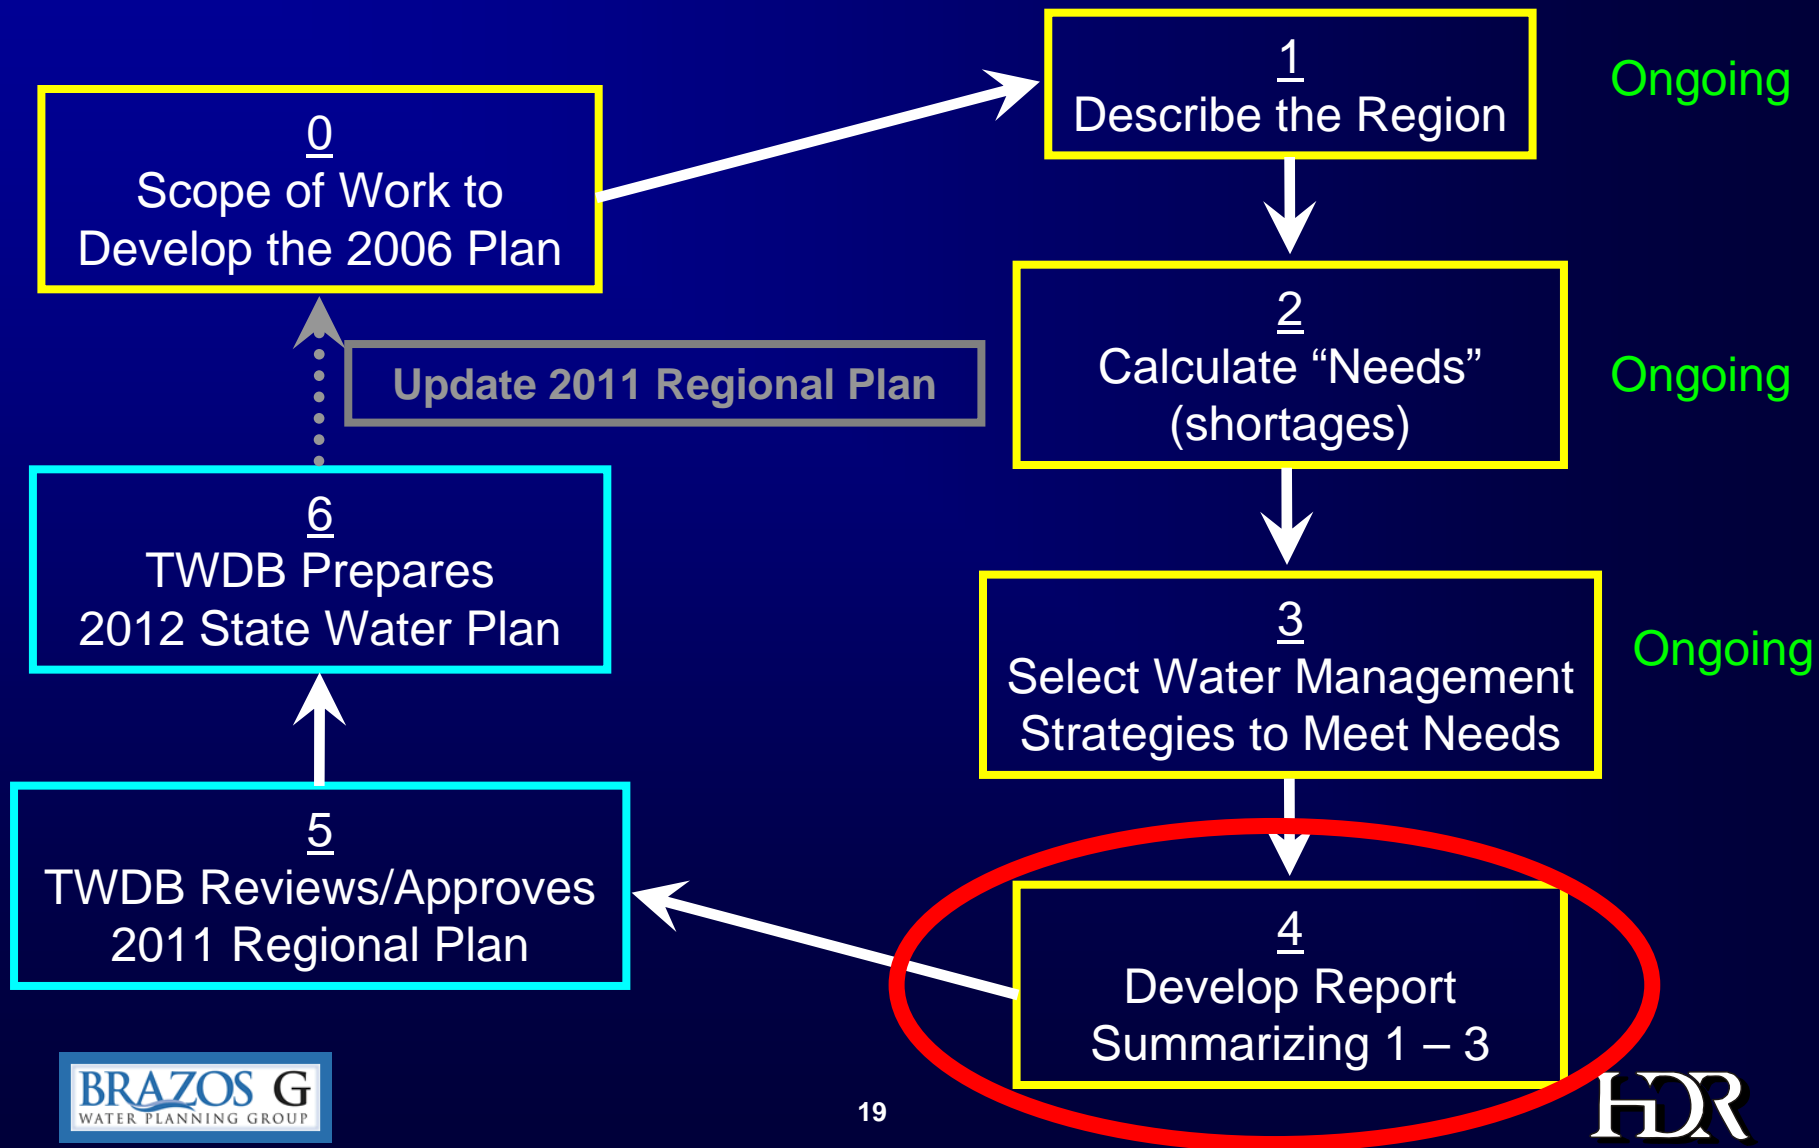 0
Scope of Work to
Develop the 2006 Plan
1
Describe the Region
Ongoing
2
Calculate “Needs”
(shortages)
Ongoing
Update 2011 Regional Plan
3
Select Water Management
Strategies to Meet Needs
Ongoing
4
Develop Report
Summarizing 1 – 3
5
TWDB Reviews/Approves
2011 Regional Plan
6
TWDB Prepares
2012 State Water Plan
BRAZOS G
WATER PLANNING GROUP
19
HDR